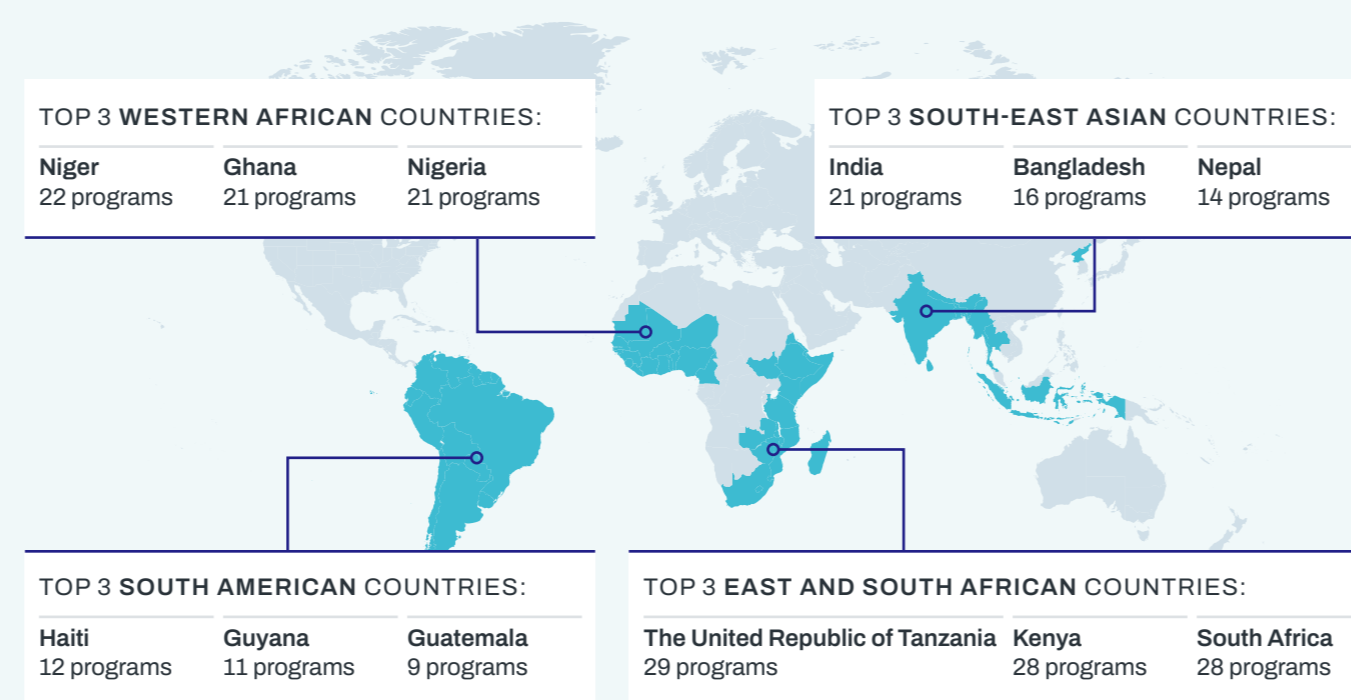 TOP 3 WESTERN AFRICAN COUNTRIES:
Niger
22 programs
Ghana
21 programs
Nigeria
21 programs
TOP 3 SOUTH-EAST ASIAN COUNTRIES:
India
21 programs
Bangladesh
16 programs
Nepal
14 programs
TOP 3 SOUTH AMERICAN COUNTRIES:
Haiti
12 programs
Guyana
11 programs
Guatemala
9 programs
TOP 3 EAST AND SOUTH AFRICAN COUNTRIES:
The United Republic of Tanzania
29 programs
Kenya
28 programs
South Africa
28 programs